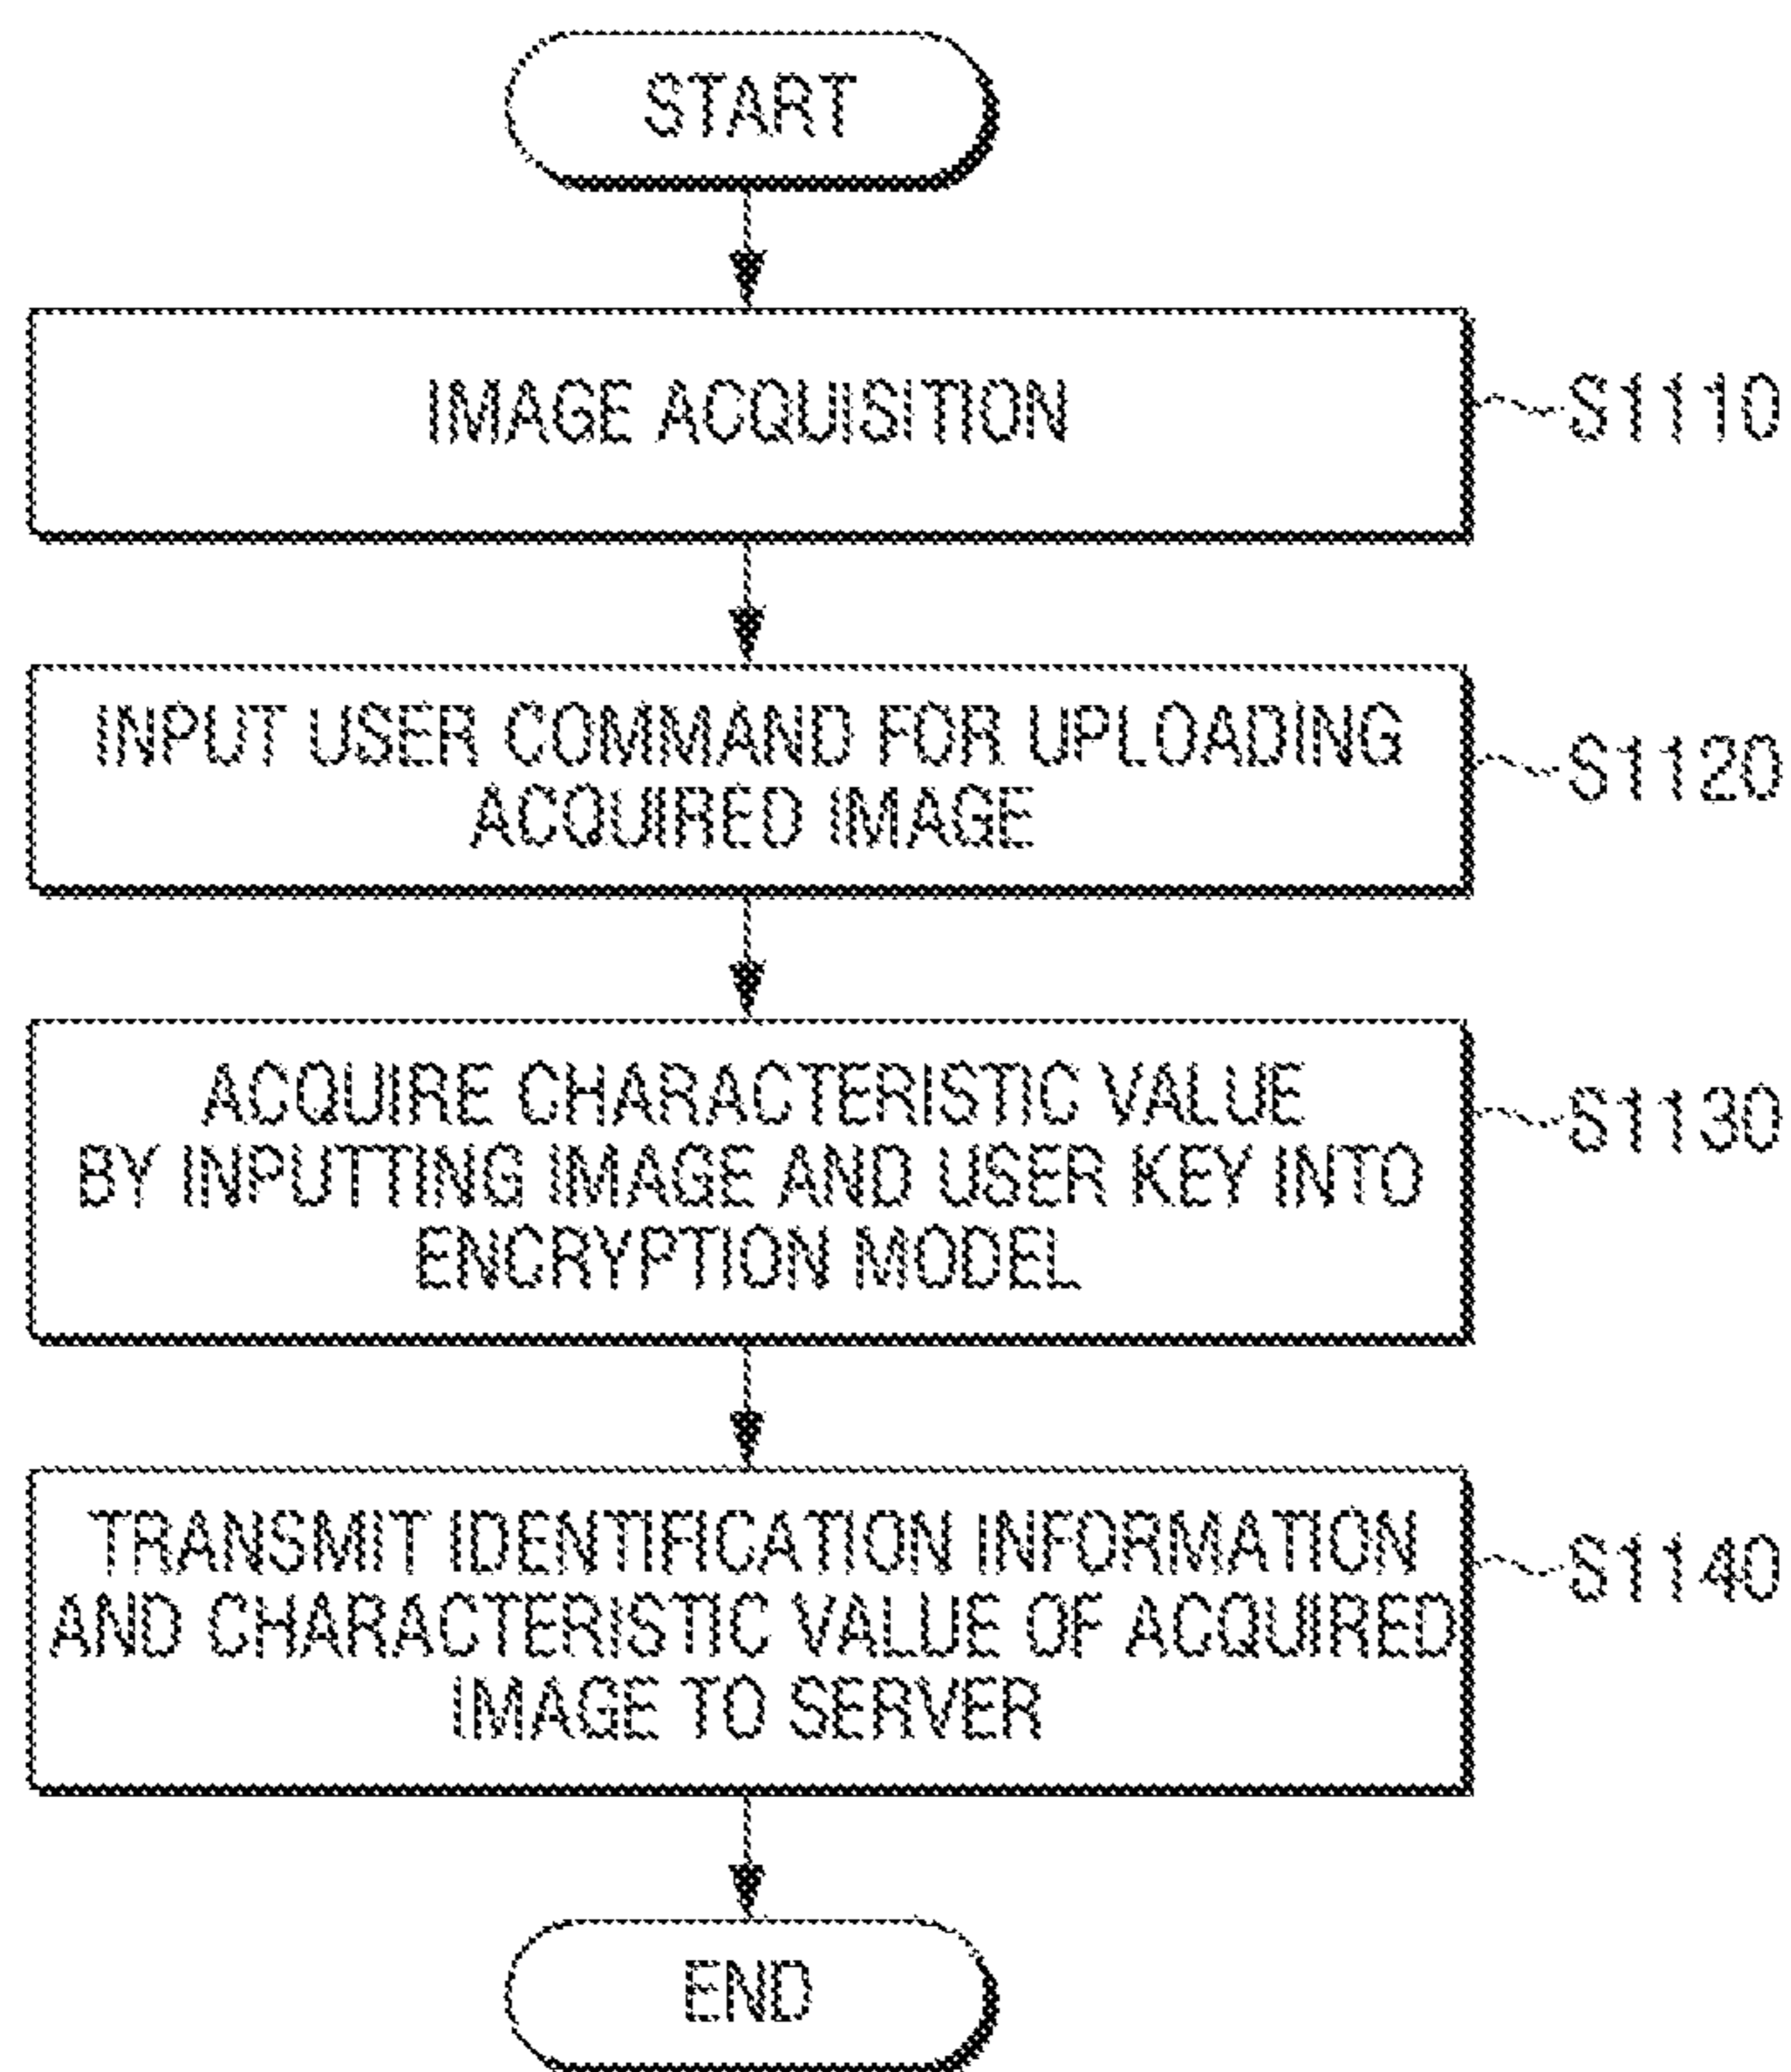 START
IMAGE ACQUISITION
S1110
INPUT USER COMMAND FOR UPLOADING
ACQUIRED IMAGE
S1120
ACQUIRE CHARACTERISTIC VALUE
BY INPUTTING IMAGE AND USER KEY INTO
ENCRYPTION MODEL
S1130
TRANSMIT IDENTIFICATION INFORMATION
AND CHARACTERISTIC VALUE OF ACQUIRED
IMAGE TO SERVER
S1140
END